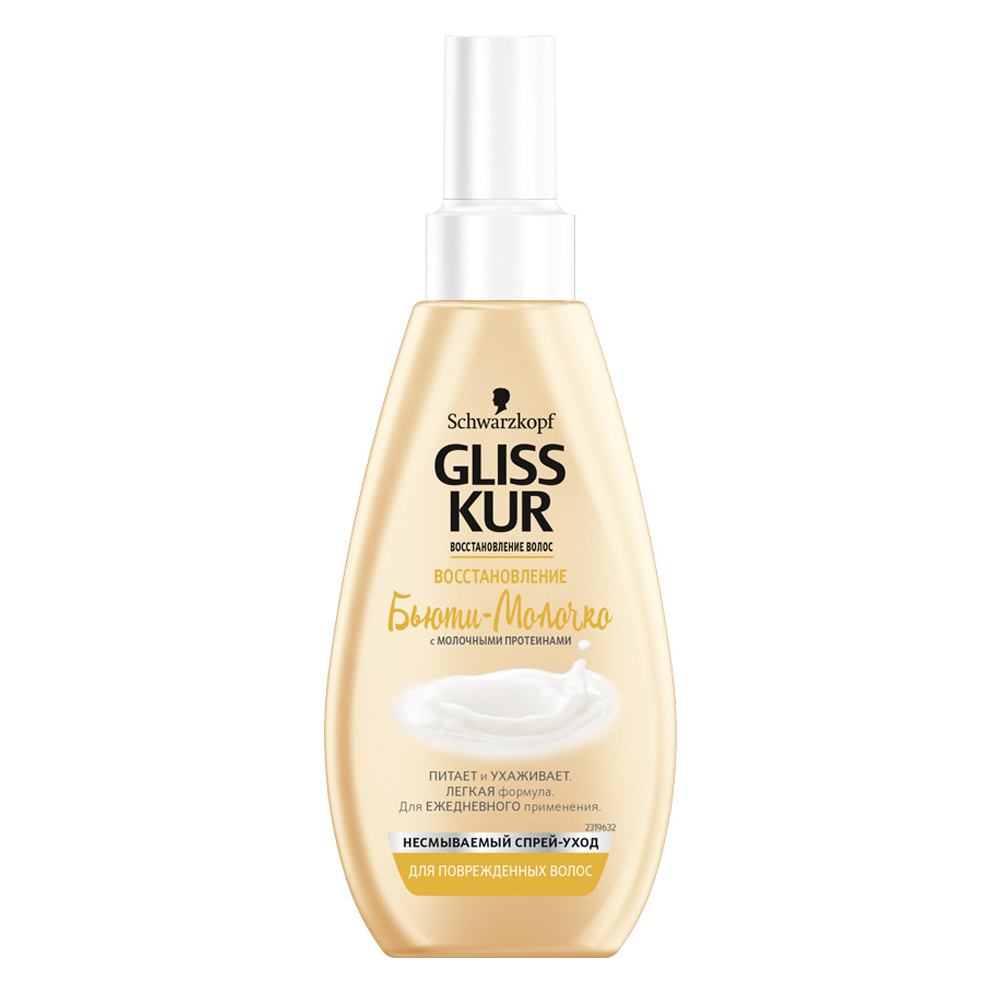 Schwarzkopf
GLISS
KUR
ВОССТАНОВЛЕНИЕ ВОЛОС
ВОССТАНОВЛЕНИЕ
Бьюти-Молочко
с МОЛОЧНЫМИ ПРОТЕИНАМИ
ПИТАЕТ и УХАЖИВАЕТ.
ЛЕГКАЯ формула.
Для ЕЖЕДНЕВНОГО применения.
2319632
НЕСМЫВАЕМЫЙ СПРЕЙ-УХОД
ДЛЯ ПОВРЕЖДЕННЫХ ВОЛОС